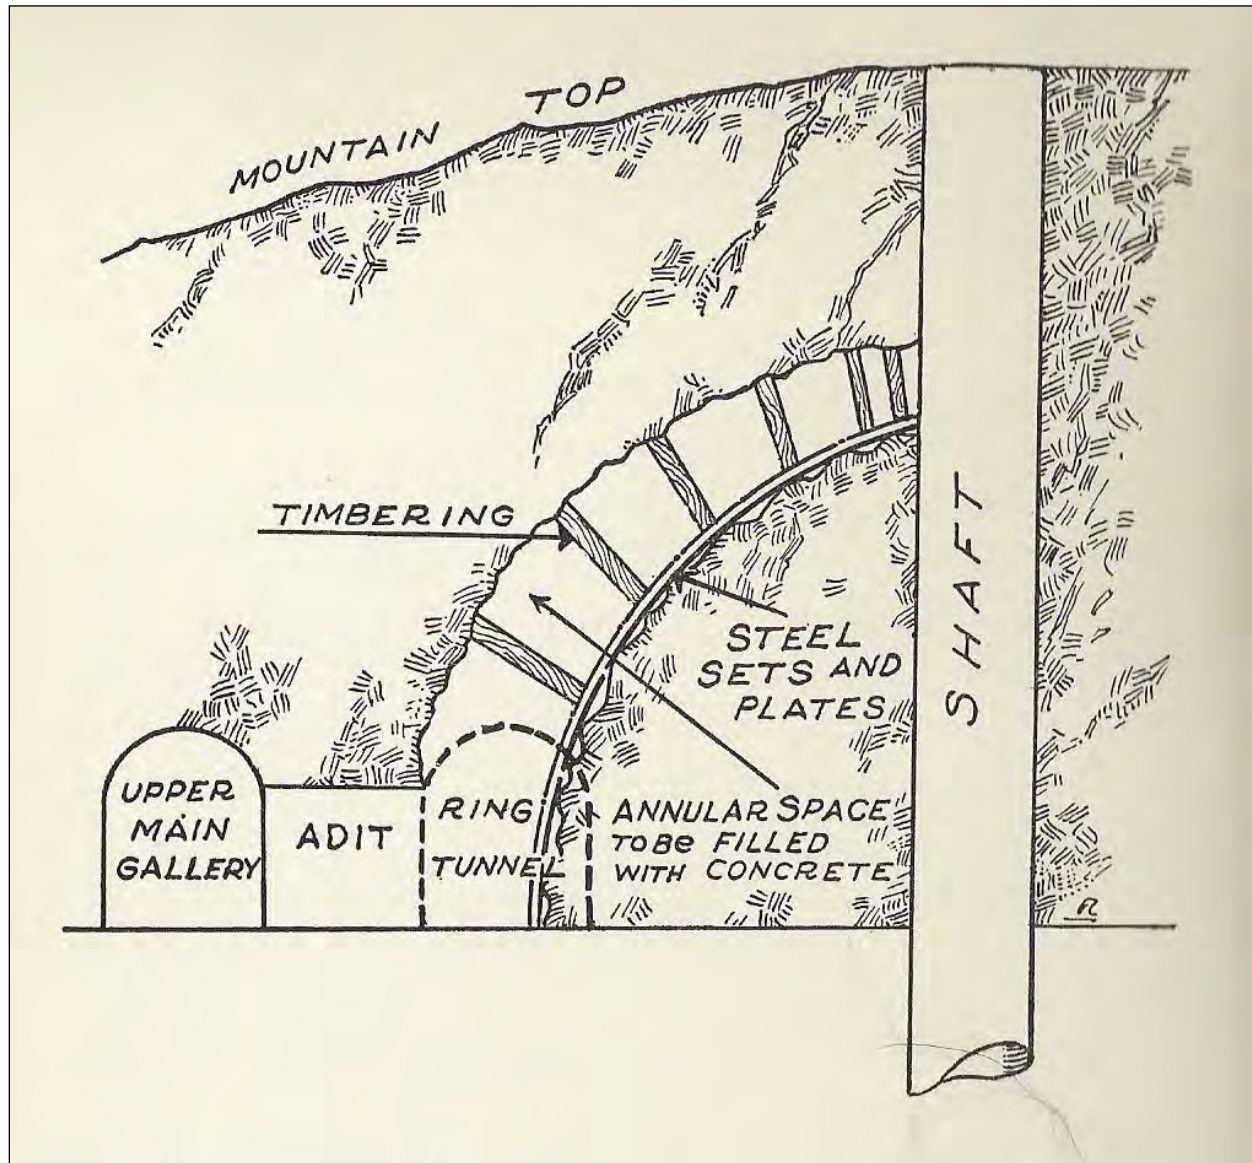 MOUNTAIN TOP
TIMBERING
STEEL
SETS AND
PLATES
SHAFT
UPPER
MAIN
GALLERY
ADIT
RING
TUNNEL
ANNULAR SPACE
TO BE FILLED
WITH CONCRETE